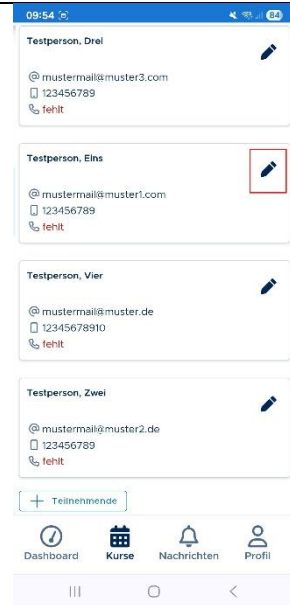 09:54 84
Testperson, Drei
@ mustermail@muster3.com
123456789
fehlt
Testperson, Eins
@ mustermail@muster1.com
123456789
fehlt
Testperson, Vier
@ mustermail@muster.de
12345678910
fehlt
Testperson, Zwei
@ mustermail@muster2.de
123456789
fehlt
+ Teilnehmende
Dashboard Kurse Nachrichten Profil